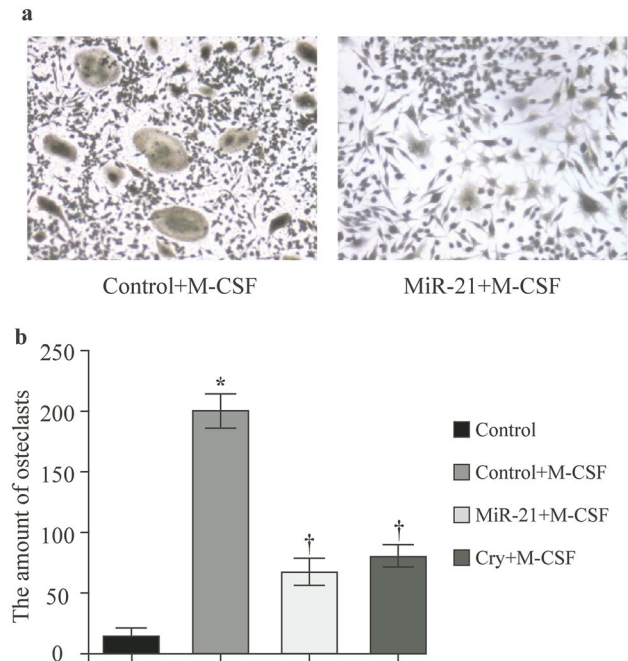 a
Control+M-CSF
MiR-21+M-CSF
b
The amount of osteclasts
250
200
150
100
50
0
*
†
†
Control
Control+M-CSF
MiR-21+M-CSF
Cry+M-CSF